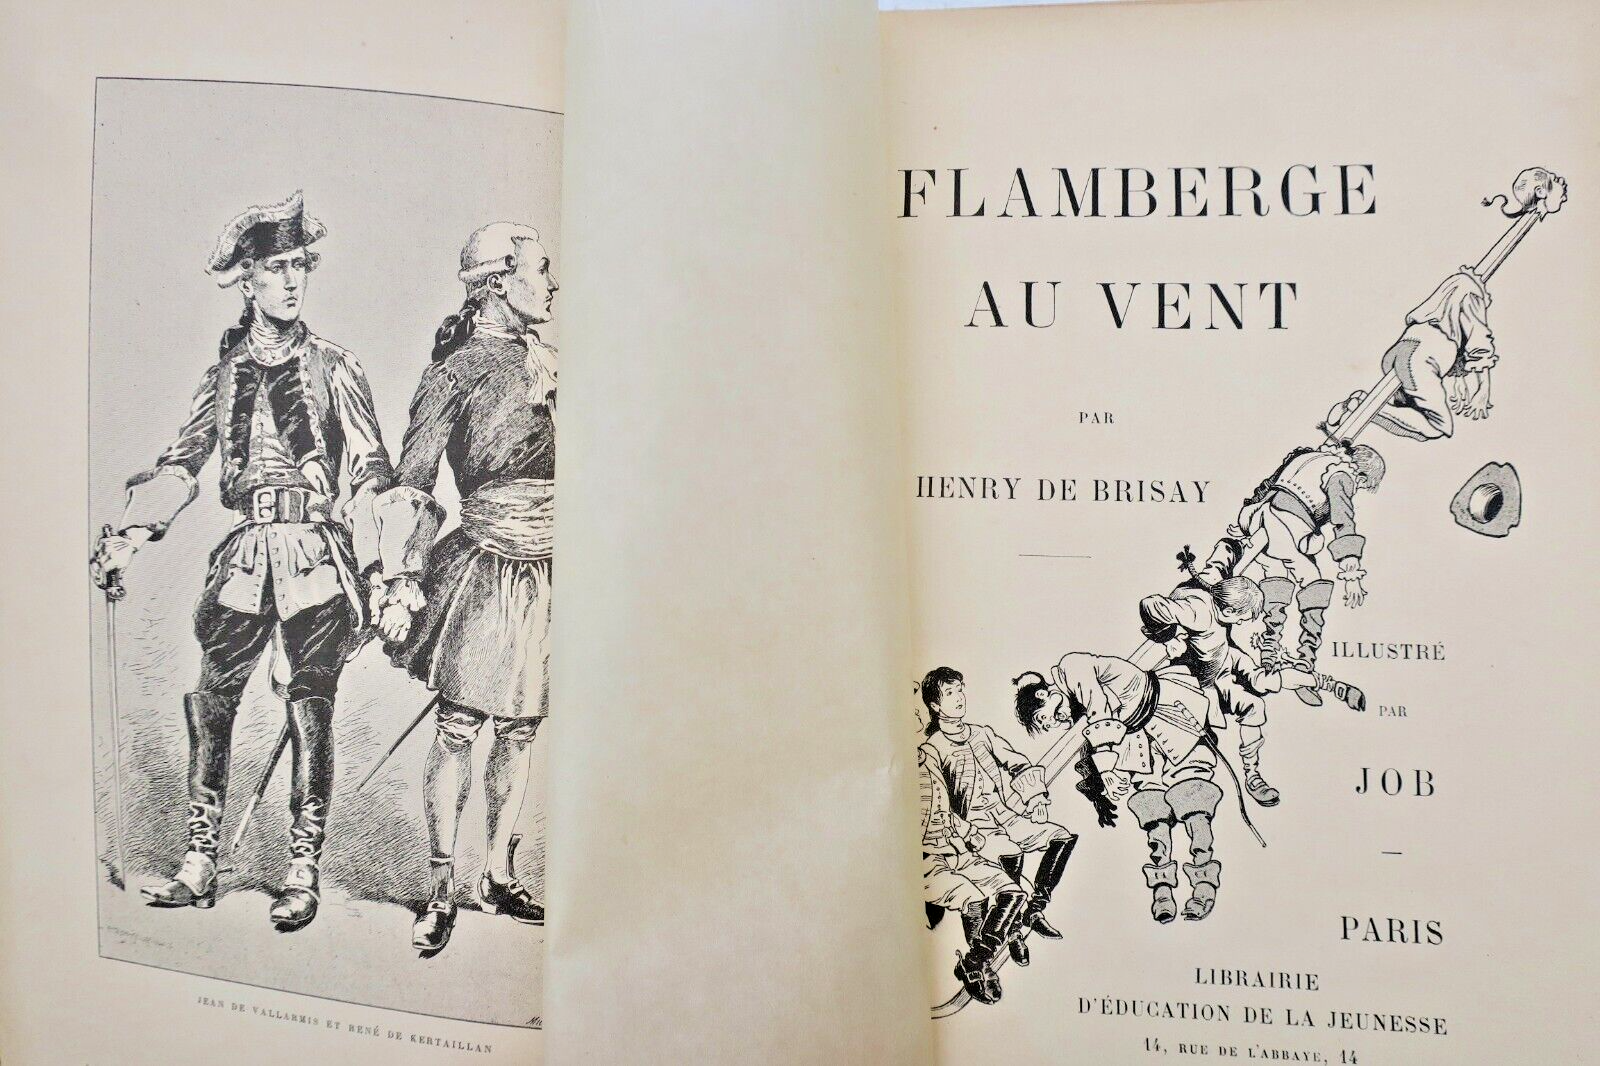 JEAN DE VALLARMIS ET RENÉ DE KERTAILLAN
FLAMBERGE
AU VENT
PAR
HENRY DE BRISAY
ILLUSTRÉ
PAR
JOB
PARIS
LIBRAIRIE
D'ÉDUCATION DE LA JEUNESSE
14, RUE DE L'ABBAYE, 14